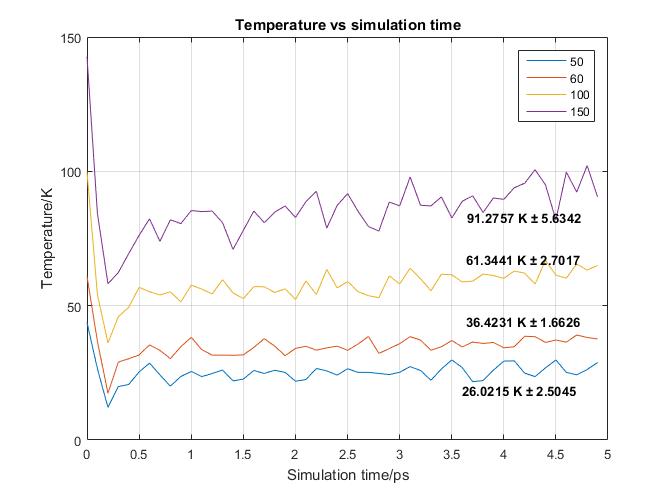 Temperature vs simulation time
150
100
50
0
Temperature/K
50
60
100
150
91.2757 K ± 5.6342
61.3441 K ± 2.7017
36.4231 K ± 1.6626
26.0215 K ± 2.5045
0 0.5 1 1.5 2 2.5 3 3.5 4 4.5 5
Simulation time/ps